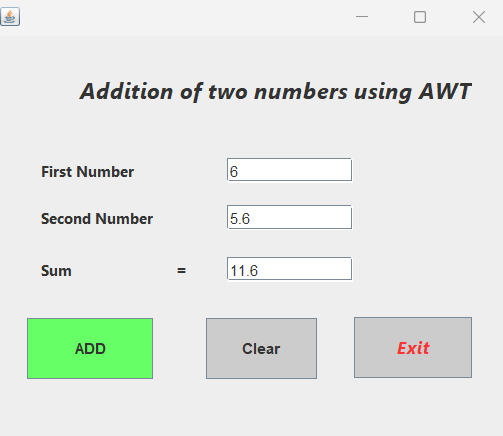 Addition of two numbers using AWT
First Number 6
Second Number 5.6
Sum = 11.6
ADD Clear Exit